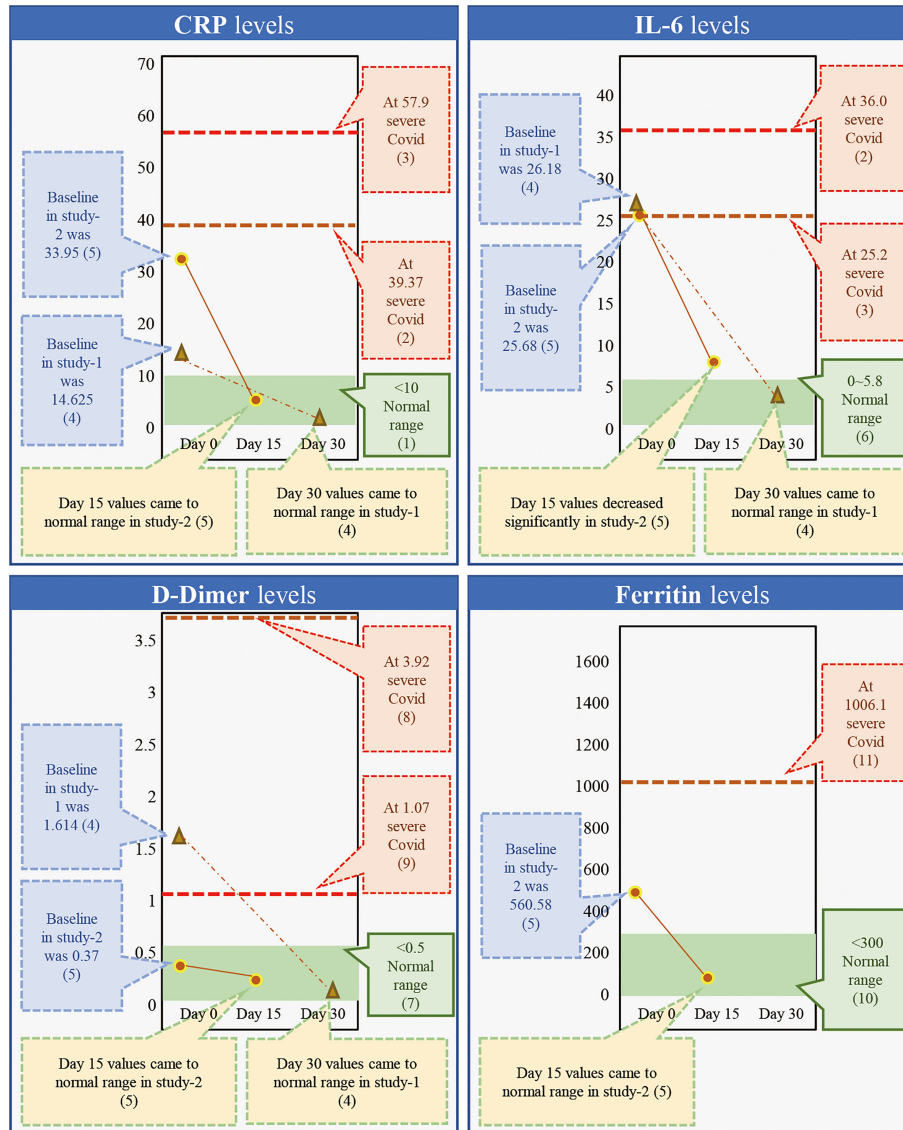 CRP levels
70
60
50
40
30
20
10
0
Day 0
Day 15
Day 30
At 57.9
severe
Covid
(3)
At
39.37
severe
Covid
(2)
<10
Normal
range
(1)
Baseline
in study-
2 was
33.95 (5)
Baseline
in study-1
was
14.625
(4)
Day 15 values came to
normal range in study-2 (5)
Day 30 values came to
normal range in study-1
(4)
IL-6 levels
40
35
30
25
20
15
10
5
0
Day 0
Day 15
Day 30
Baseline
in study-1
was 26.18
(4)
Baseline
in study-
2 was
25.68 (5)
At 36.0
severe
Covid
(2)
At 25.2
severe
Covid
(3)
0~5.8
Normal
range
(6)
Day 15 values decreased
significantly in study-2 (5)
Day 30 values came to
normal range in study-1
(4)
D-Dimer levels
3.5
3
2.5
2
1.5
1
0.5
0
Day 0
Day 15
Day 30
Baseline
in study-
1 was
1.614 (4)
Baseline
in study-2
was 0.37
(5)
At 3.92
severe
Covid
(8)
At 1.07
severe
Covid
(9)
<0.5
Normal
range
(7)
Day 15 values came to
normal range in study-2
(5)
Day 30 values came to
normal range in study-1
(4)
Ferritin levels
1600
1400
1200
1000
800
600
400
200
0
Day 0
Day 15
Day 30
Baseline
in study-
2 was
560.58
(5)
At
1006.1
severe
Covid
(11)
<300
Normal
range
(10)
Day 15 values came to
normal range in study-2 (5)